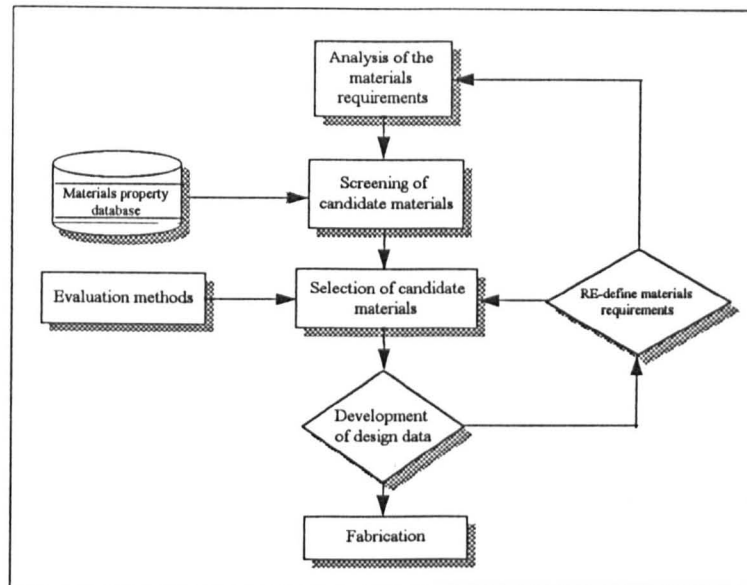 Analysis of the
materials
requirements
Materials property
database
Screening of
candidate materials
Evaluation methods
Selection of candidate
materials
RE-define materials
requirements
Development
of design data
Fabrication